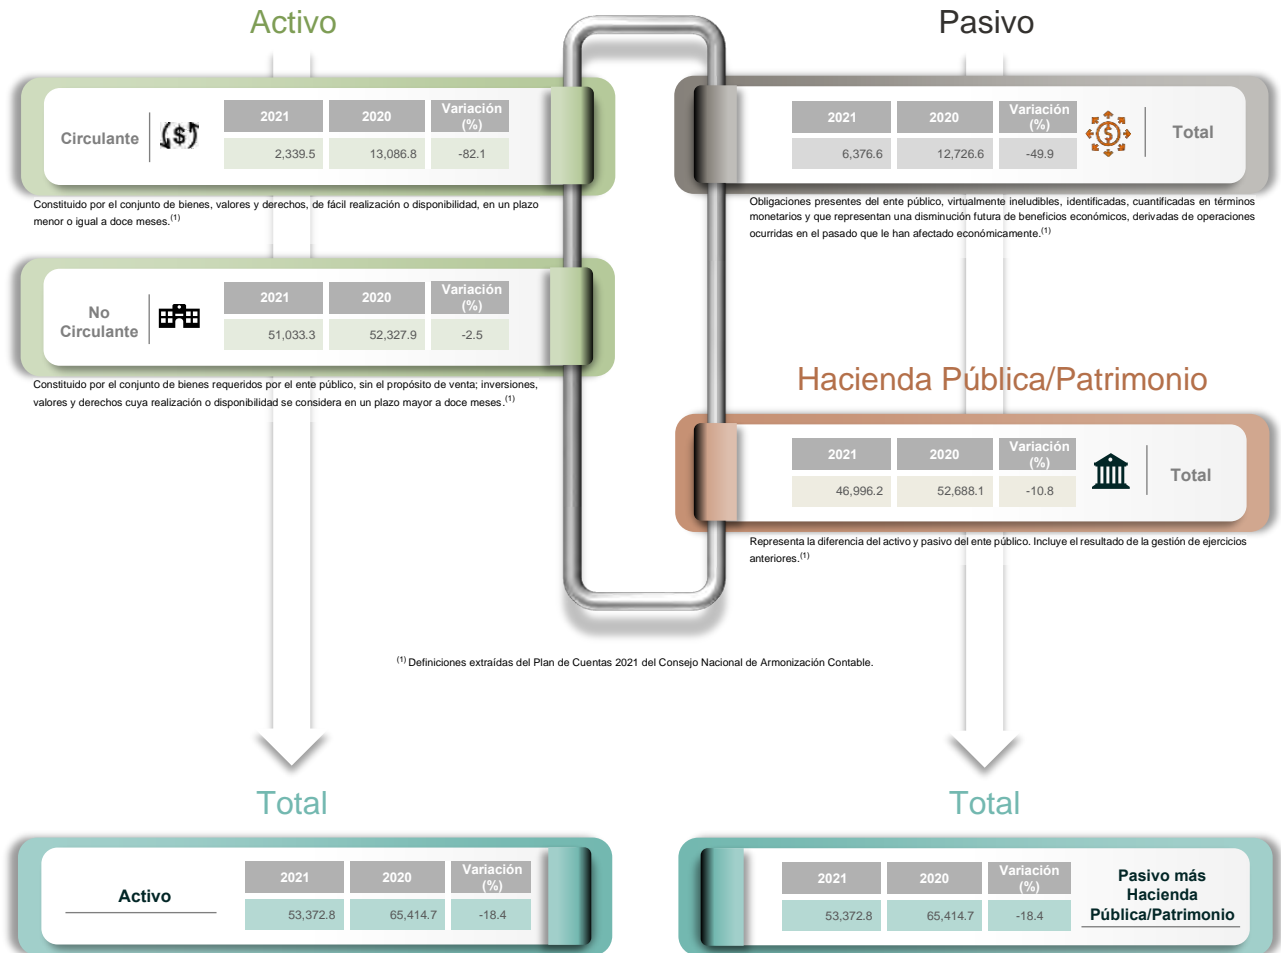 Activo
Circulante
2021 2020 Variación
(%)
2,339.5 13,086.8 -82.1
Constituido por el conjunto de bienes, valores y derechos, de fácil realización o disponibilidad, en un plazo
menor o igual a doce meses.(1)
No
Circulante
2021 2020 Variación
(%)
51,033.3 52,327.9 -2.5
Constituido por el conjunto de bienes requeridos por el ente público, sin el propósito de venta; inversiones,
valores y derechos cuya realización o disponibilidad se considera en un plazo mayor a doce meses.(1)
Pasivo
2021 2020 Variación
(%)
6,376.6 12,726.6 -49.9
Total
Obligaciones presentes del ente público, virtualmente ineludibles, identificadas, cuantificadas en términos
monetarios y que representan una disminución futura de beneficios económicos, derivadas de operaciones
ocurridas en el pasado que le han afectado económicamente.(1)
Hacienda Pública/Patrimonio
2021 2020 Variación
(%)
46,996.2 52,688.1 -10.8
Total
Representa la diferencia del activo y pasivo del ente público. Incluye el resultado de la gestión de ejercicios
anteriores.(1)
(1) Definiciones extraídas del Plan de Cuentas 2021 del Consejo Nacional de Armonización Contable.
Total
Activo
2021 2020 Variación
(%)
53,372.8 65,414.7 -18.4
Total
2021 2020 Variación
(%)
53,372.8 65,414.7 -18.4
Pasivo más
Hacienda
Pública/Patrimonio